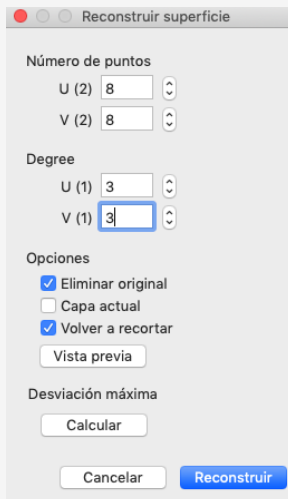 Reconstruir superficie
Número de puntos
U (2) 8
V (2) 8
Degree
U (1) 3
V (1) 3
Opciones
Eliminar original
Capa actual
Volver a recortar
Vista previa
Desviación máxima
Calcular
Cancelar Reconstruir